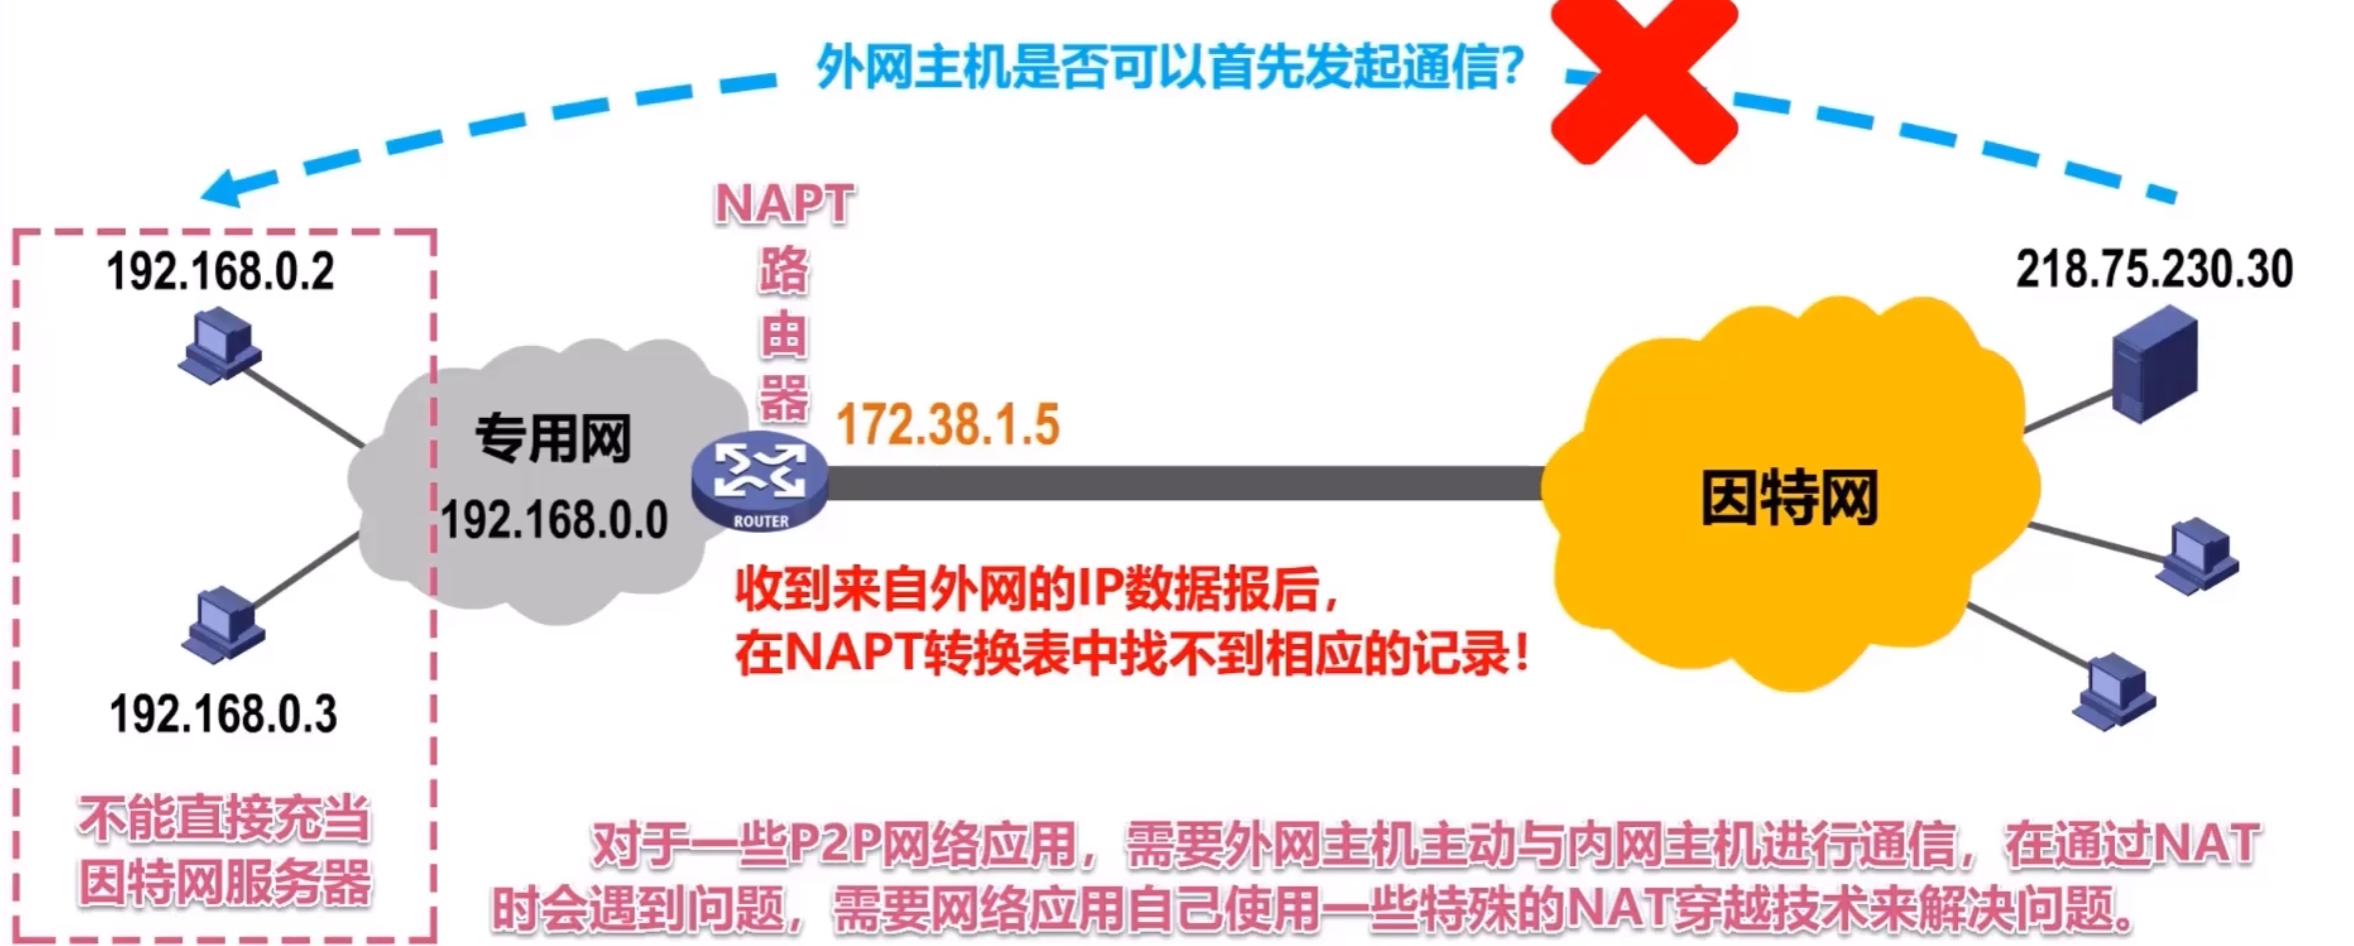 外网主机是否可以首先发起通信?
NAPT
路
由
器
192.168.0.2
218.75.230.30
172.38.1.5
专用网
192.168.0.0
ROUTER
因特网
收到来自外网的IP数据报后，
在NAPT转换表中找不到相应的记录！
192.168.0.3
不能直接充当
因特网服务器
对于一些P2P网络应用，需要外网主机主动与内网主机进行通信，在通过NAT
时会遇到问题，需要网络应用自己使用一些特殊的NAT穿越技术来解决问题。